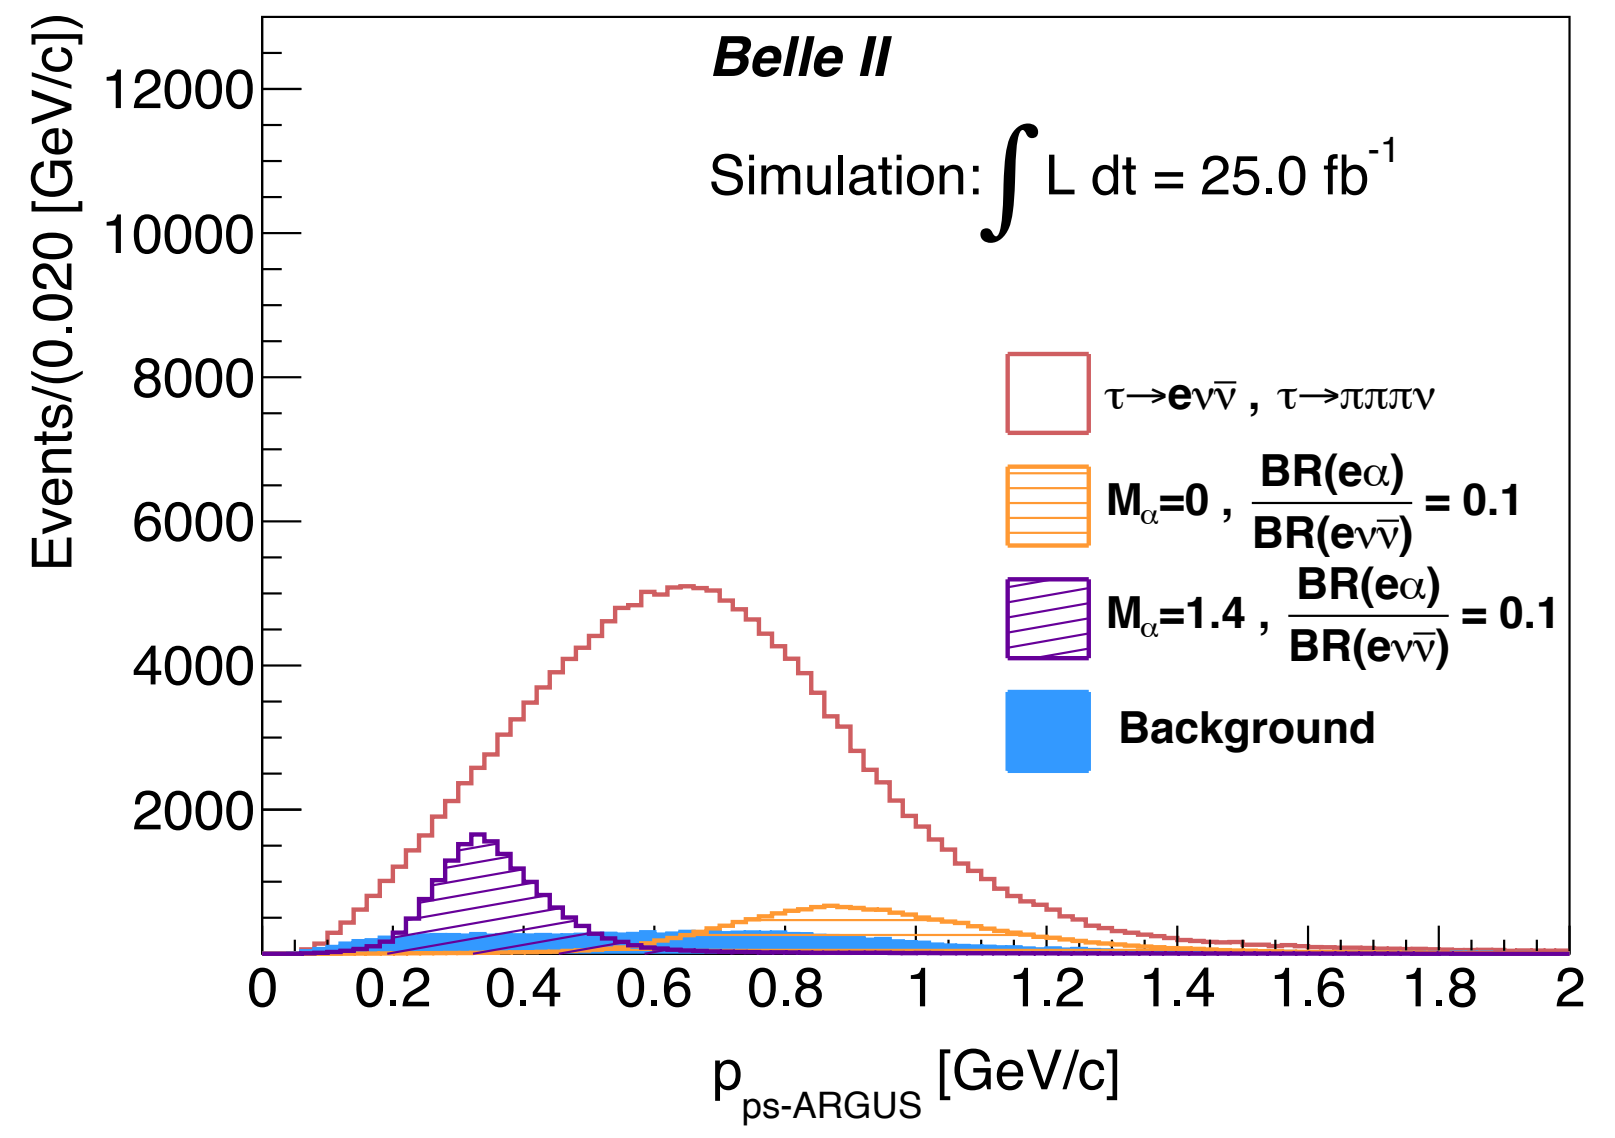 Belle II
Simulation: ∫ L dt = 25.0 fb⁻¹
Events/(0.020 [GeV/c])
12000
10000
8000
6000
4000
2000
τ→eνν̅ , τ→πππν
M_α=0 , BR(eα)/BR(eνν̅) = 0.1
M_α=1.4 , BR(eα)/BR(eνν̅) = 0.1
Background
0 0.2 0.4 0.6 0.8 1 1.2 1.4 1.6 1.8 2
p_ps-ARGUS [GeV/c]